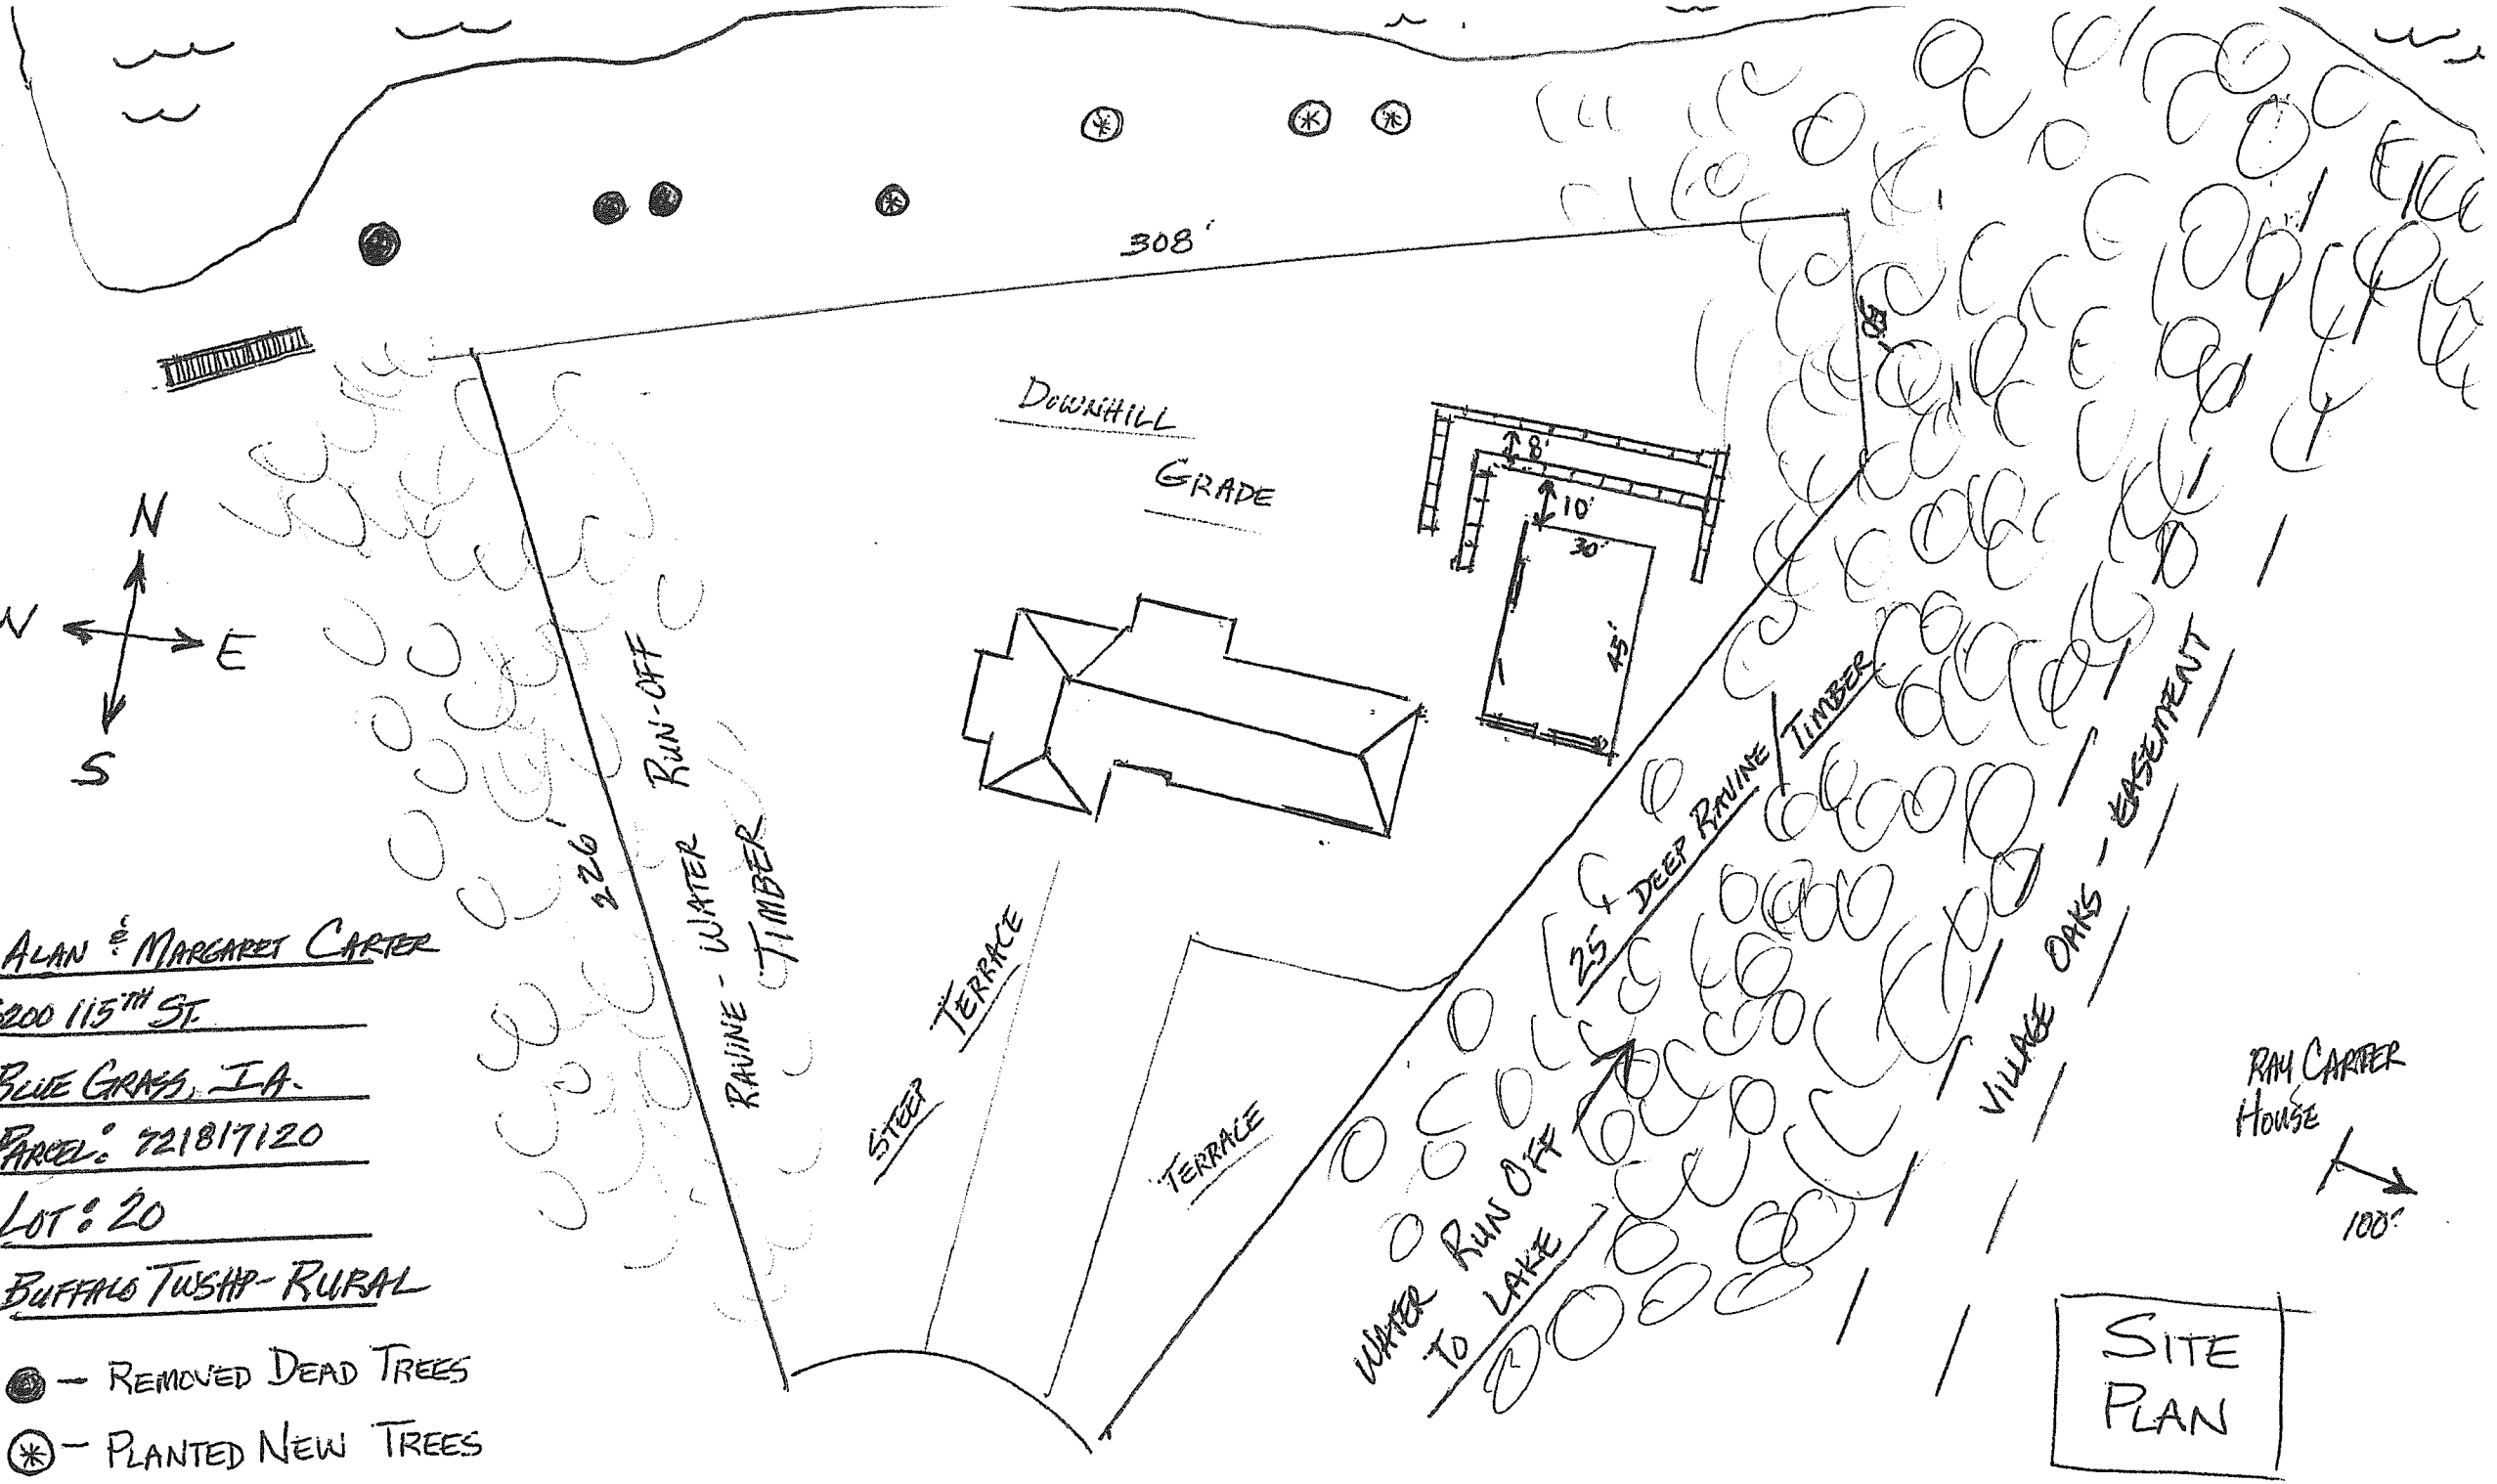 308'
DOWNHILL
GRADE
8'
10'
30'
45'
N
E
S
226'
RAVINE - WATER RUN-OFF
TIMBER
25' + DEEP RAVINE / TIMBER
VILLAGE OAKS - EASEMENT
STEEP TERRACE
TERRACE
WATER RUN OFF
TO LAKE
RAY CARTER
HOUSE
100'
ALAN & MARGARET CARTER
200 115TH ST.
BLUE GRASS, IA.
PARCEL: 721817120
LOT: 20
BUFFALO TWSHP - RURAL
- REMOVED DEAD TREES
- PLANTED NEW TREES
SITE
PLAN